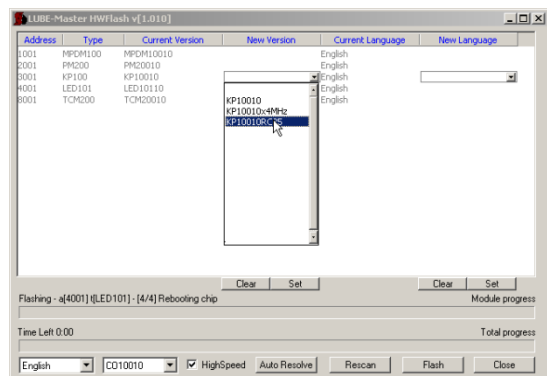 LUBE-Master HWFlash v[1.010]
Address Type Current Version New Version Current Language New Language
1001 MPDM100 MPDM10010 English
2001 PM200 PM20010 English
3001 KP100 KP10010 English
4001 LED101 LED10110 English
8001 TCM200 TCM20010 English
KP10010
KP10010x4MHz
KP10010RC25
Clear Set Clear Set
Flashing - a[4001] t[LED101] - [4/4] Rebooting chip Module progress
Time Left 0:00 Total progress
English CO10010 HighSpeed Auto Resolve Rescan Flash Close